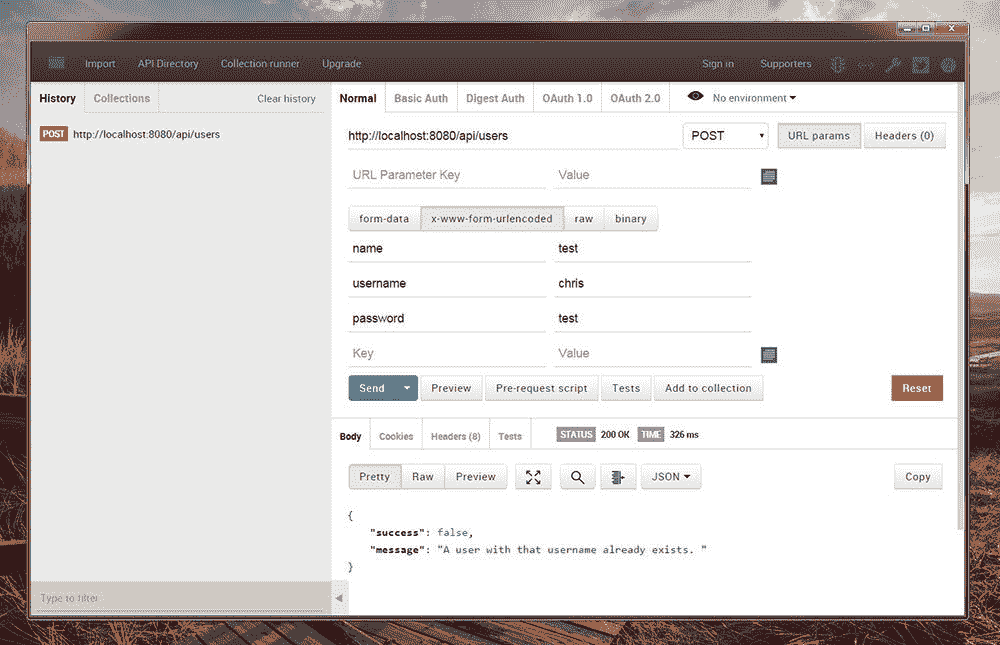 Import API Directory Collection runner Upgrade Sign in Supporters
History Collections Clear history
POST http://localhost:8080/api/users
Normal Basic Auth Digest Auth OAuth 1.0 OAuth 2.0 No environment
http://localhost:8080/api/users POST URL params Headers (0)
URL Parameter Key Value
form-data x-www-form-urlencoded raw binary
name test
username chris
password test
Key Value
Send Preview Pre-request script Tests Add to collection Reset
Body Cookies Headers (8) Tests STATUS 200 OK TIME 326 ms
Pretty Raw Preview JSON Copy
{
"success": false,
"message": "A user with that username already exists. "
}
Type to filter